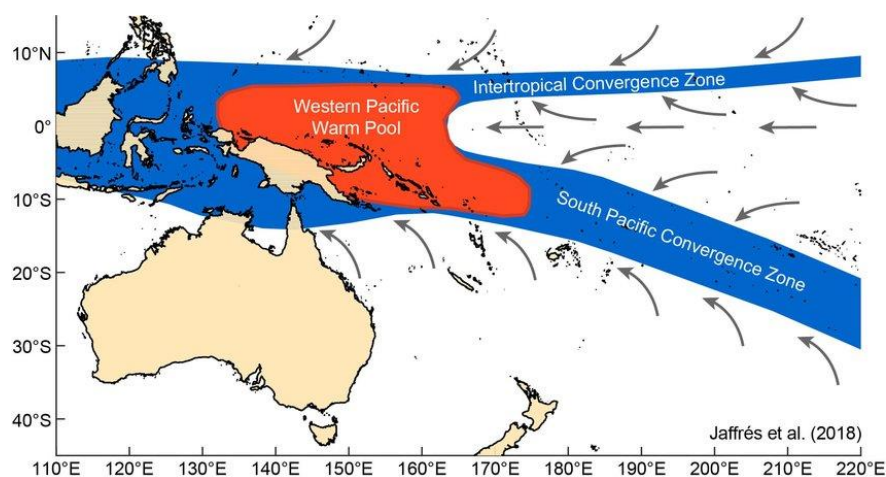 10°N
Intertropical Convergence Zone
Western Pacific
Warm Pool
0°
10°S
South Pacific Convergence Zone
20°S
30°S
40°S
Jaffrés et al. (2018)
110°E 120°E 130°E 140°E 150°E 160°E 170°E 180°E 190°E 200°E 210°E 220°E